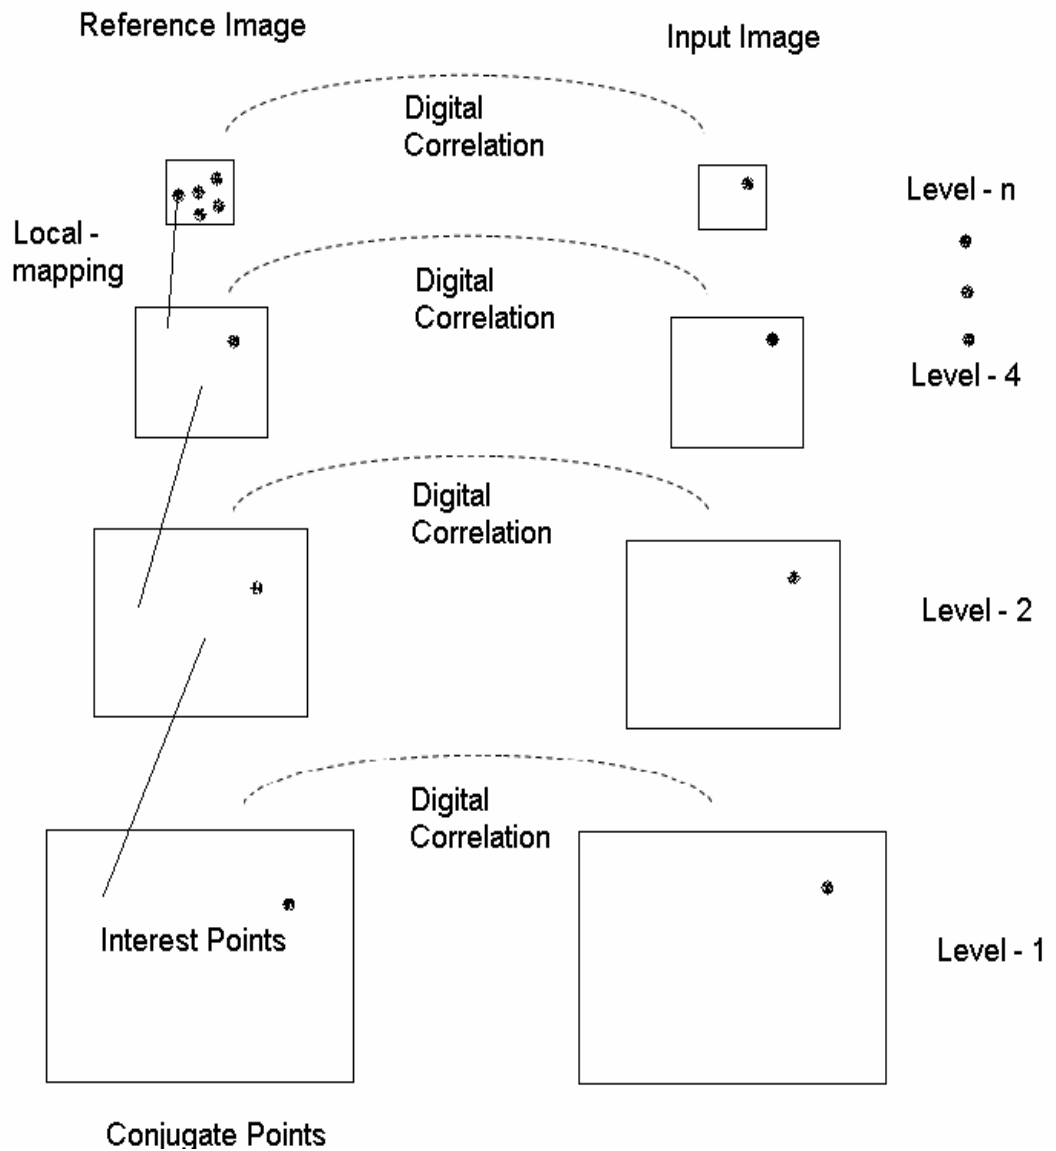 Reference Image
Input Image
Digital
Correlation
Level - n
Local -
mapping
Digital
Correlation
Level - 4
Digital
Correlation
Level - 2
Digital
Correlation
Interest Points
Level - 1
Conjugate Points